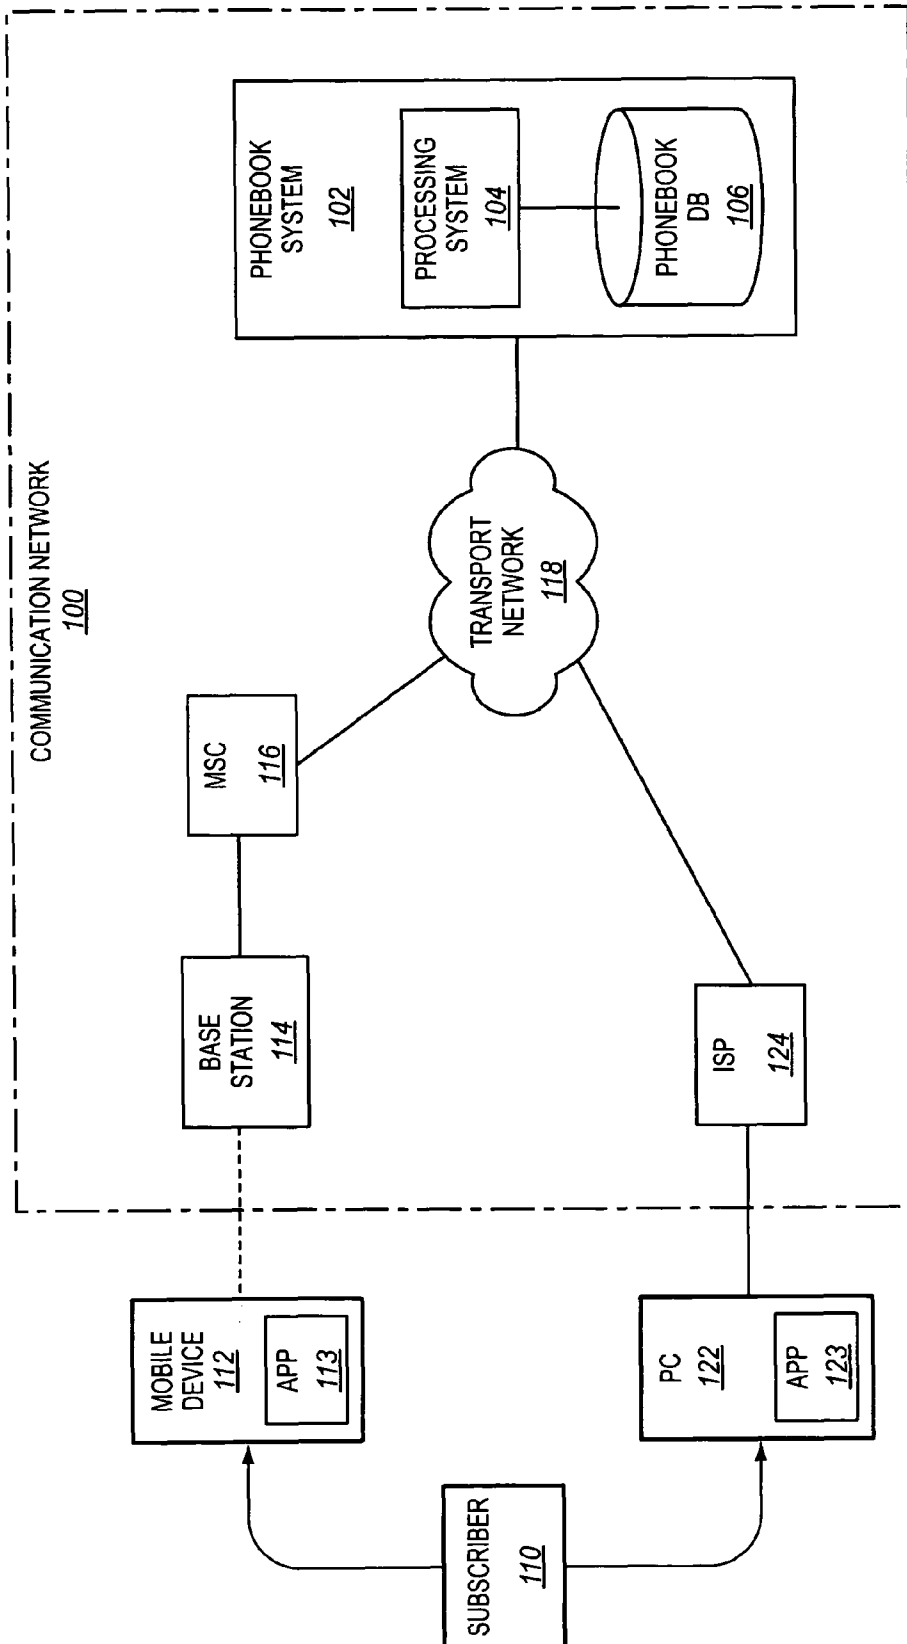 COMMUNICATION NETWORK
100
SUBSCRIBER
110
MOBILE
DEVICE
112
APP
113
BASE
STATION
114
MSC
116
TRANSPORT
NETWORK
118
PHONEBOOK
SYSTEM
102
PROCESSING
SYSTEM
104
PHONEBOOK
DB
106
PC
122
APP
123
ISP
124